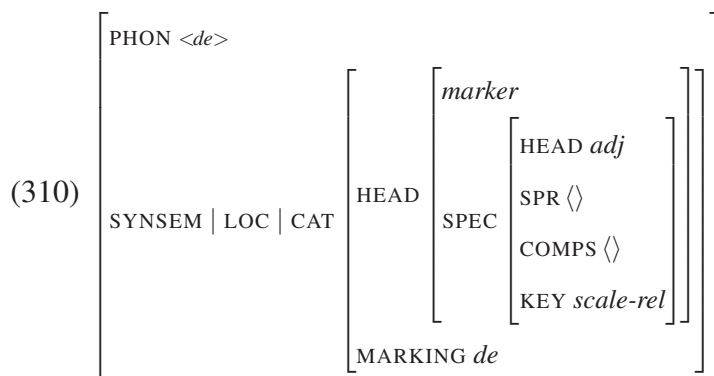 PHON <de>
marker
HEAD adj
(310)
SPR ⟨⟩
HEAD
SYNSEM | LOC | CAT
SPEC
COMPS ⟨⟩
KEY scale-rel
MARKING de